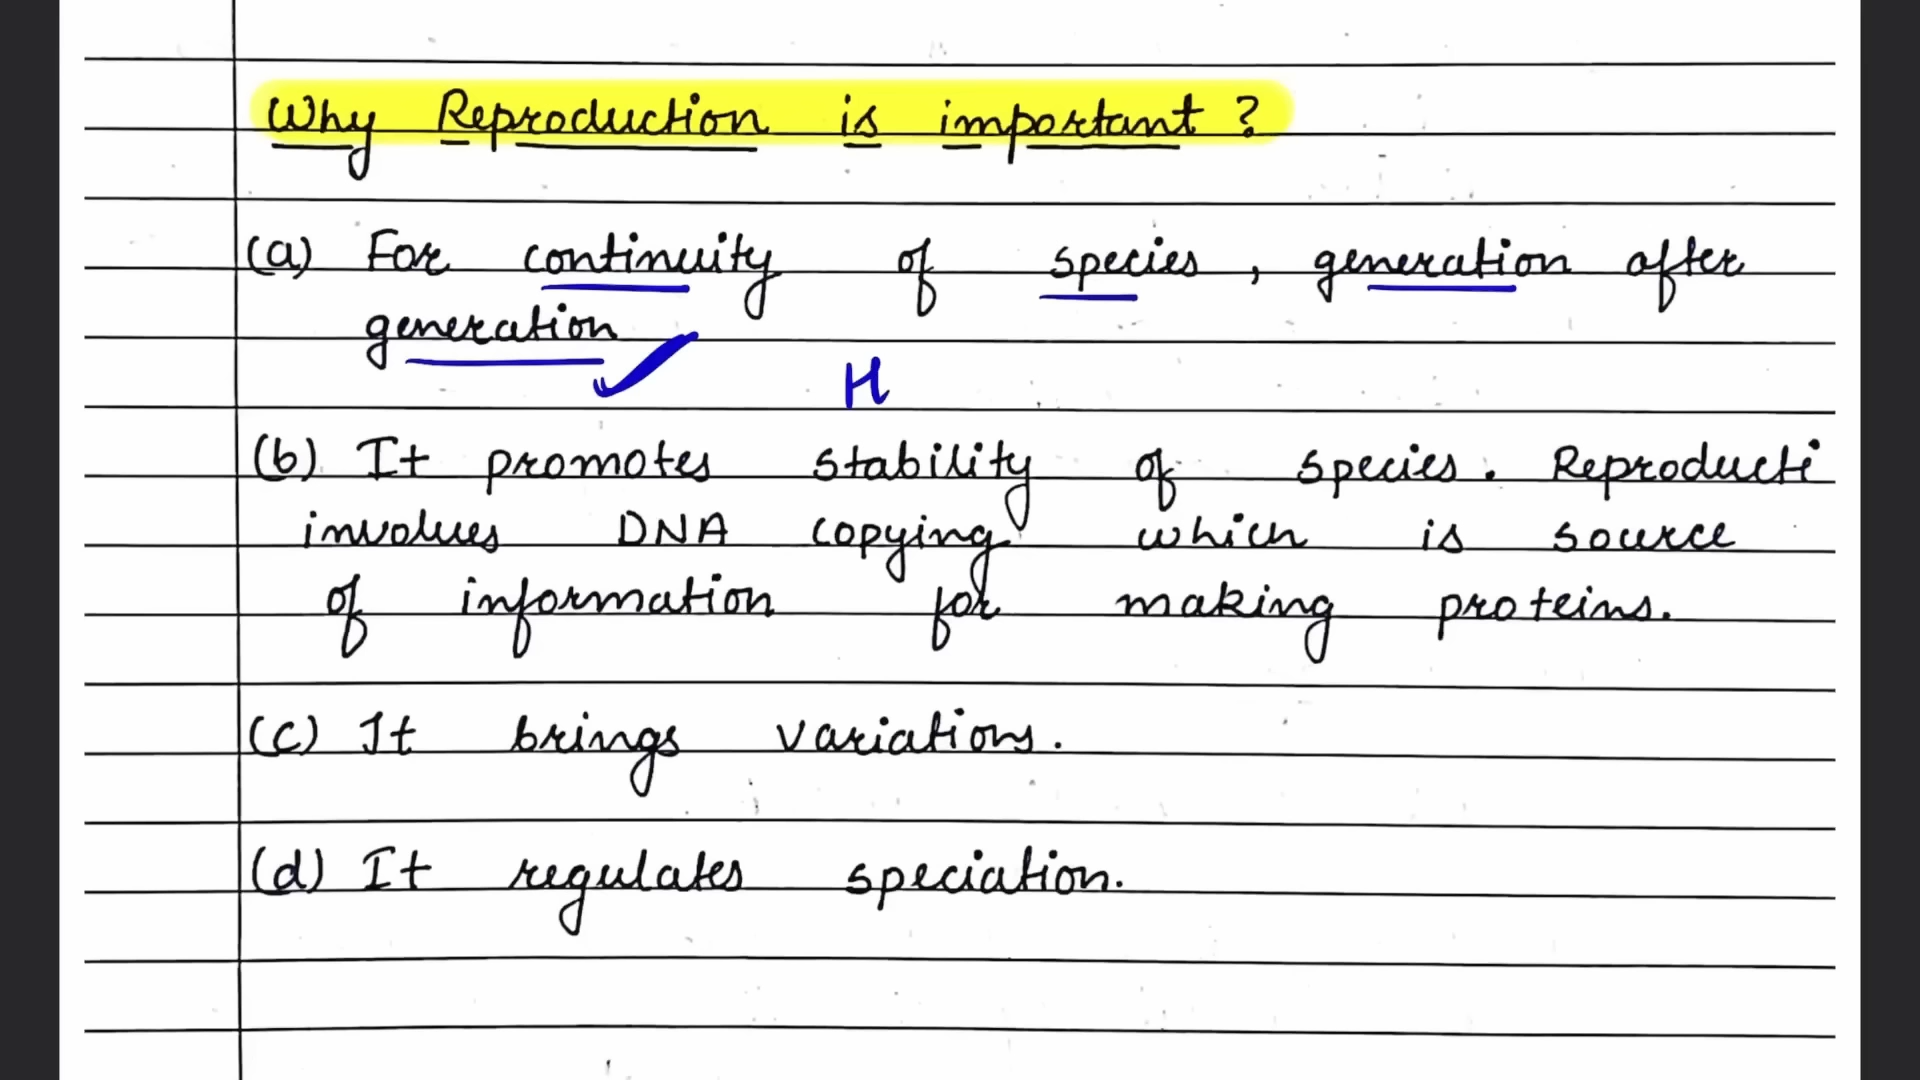 Why Reproduction is important ?
(a) For continuity of species, generation after
generation
H
(b) It promotes stability of species. Reproducti
involves DNA copying which is source
of information for making proteins.
(c) It brings variations.
(d) It regulates speciation.